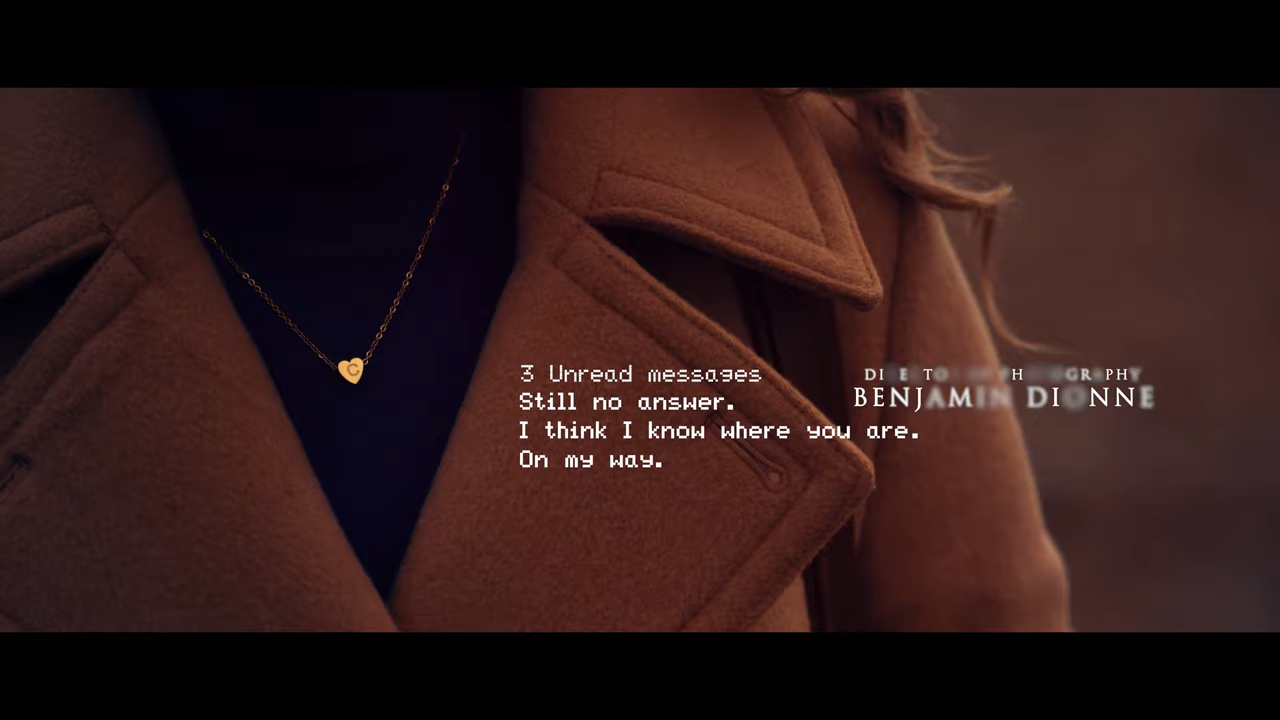 C
3 Unread messages
Still no answer.
I think I know where you are.
On my way.
BENJAMIN DIONNE